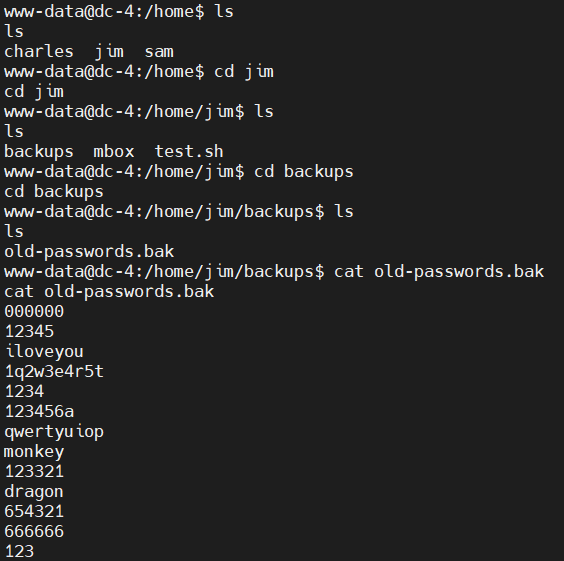 www-data@dc-4:/home$ ls
ls
charles  jim  sam
www-data@dc-4:/home$ cd jim
cd jim
www-data@dc-4:/home/jim$ ls
ls
backups  mbox  test.sh
www-data@dc-4:/home/jim$ cd backups
cd backups
www-data@dc-4:/home/jim/backups$ ls
ls
old-passwords.bak
www-data@dc-4:/home/jim/backups$ cat old-passwords.bak
cat old-passwords.bak
000000
12345
iloveyou
1q2w3e4r5t
1234
123456a
qwertyuiop
monkey
123321
dragon
654321
666666
123